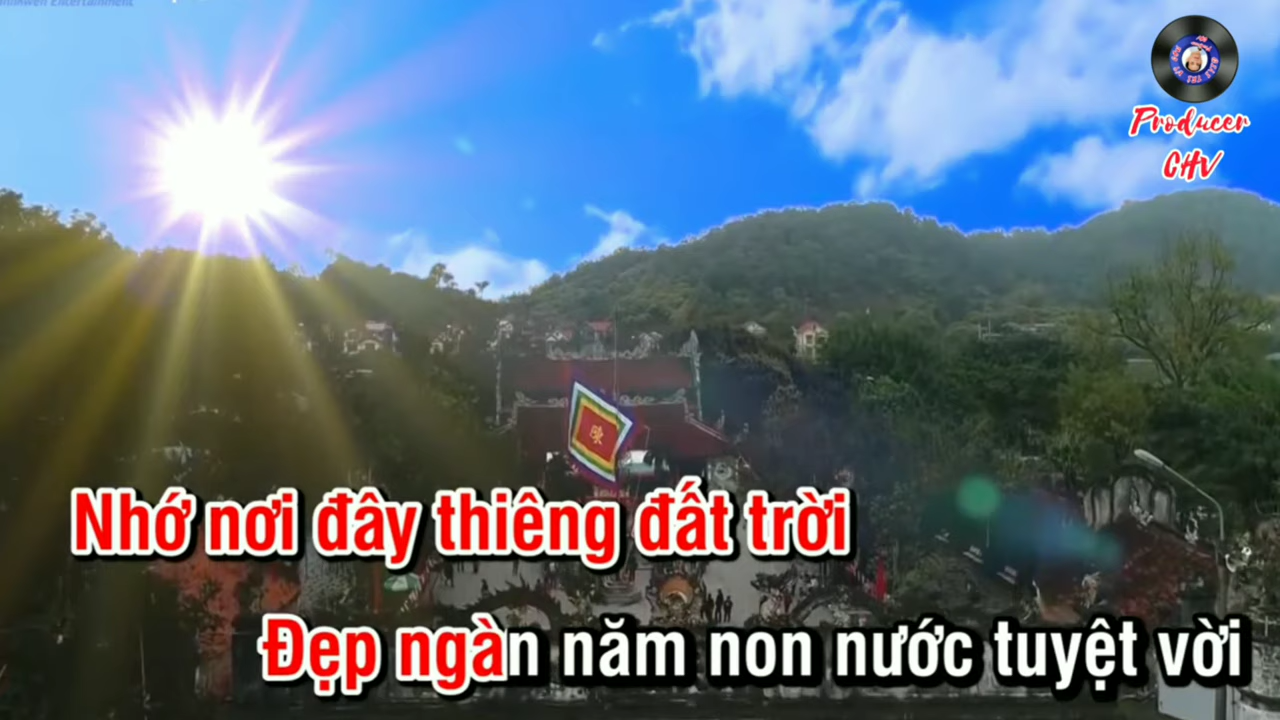 Producer
CHV
Nhớ nơi đây thiêng đất trời
Đẹp ngàn năm non nước tuyệt vời